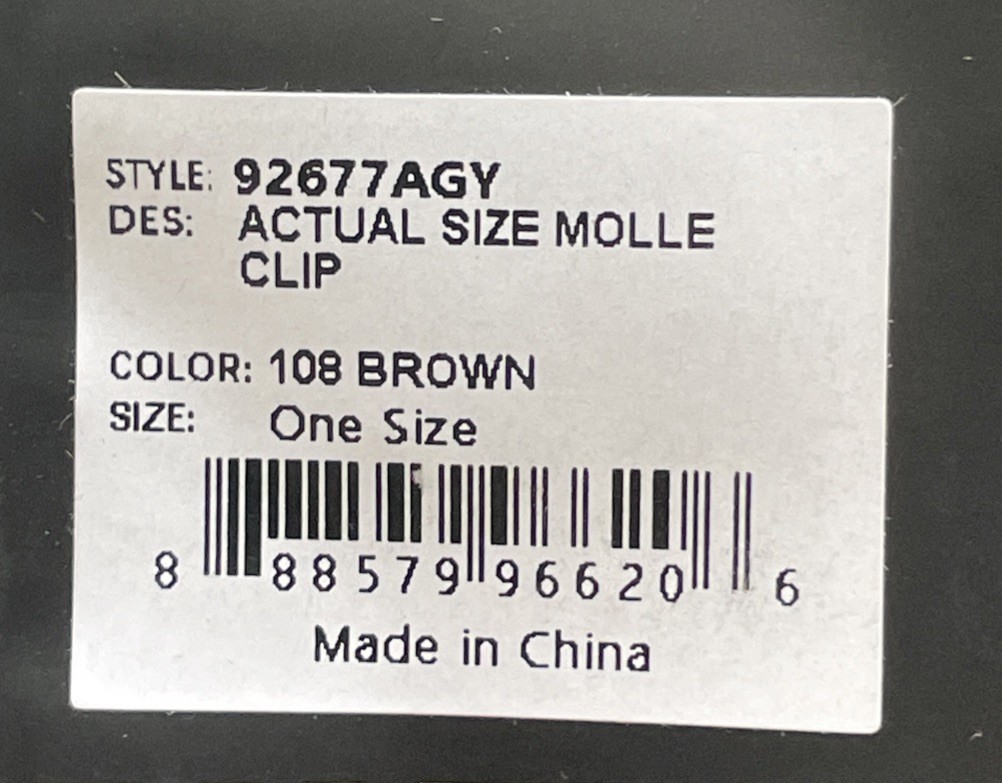 STYLE: 92677AGY
DES: ACTUAL SIZE MOLLE
CLIP
COLOR: 108 BROWN
SIZE: One Size
8 88579 96620 6
Made in China